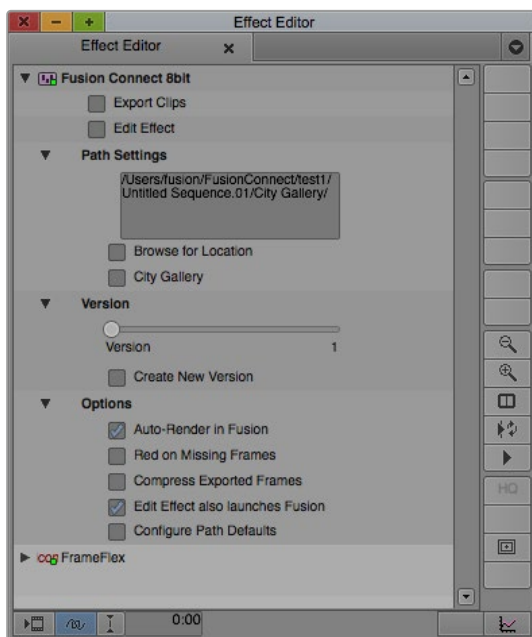 Effect Editor
Effect Editor
Fusion Connect 8bit
Export Clips
Edit Effect
Path Settings
/Users/fusion/FusionConnect/test1/
Untitled Sequence.01/City Gallery/
Browse for Location
City Gallery
Version
Version 1
Create New Version
Options
Auto-Render in Fusion
Red on Missing Frames
Compress Exported Frames
Edit Effect also launches Fusion
Configure Path Defaults
HQ
FrameFlex
0:00